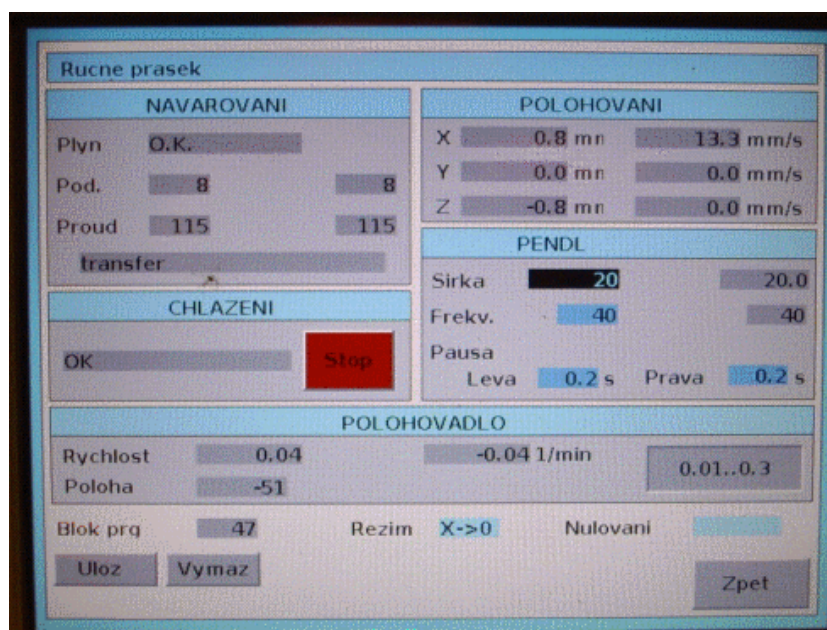 Rucne prasek
NAVAROVANI
Plyn O.K.
Pod. 8 8
Proud 115 115
transfer
POLOHOVANI
X 0.8 mm 13.3 mm/s
Y 0.0 mm 0.0 mm/s
Z -0.8 mm 0.0 mm/s
CHLAZENI
OK Stop
PENDL
Sirka 20 20.0
Frekv. 40 40
Pausa
Leva 0.2 s Prava 0.2 s
POLOHOVADLO
Rychlost 0.04 -0.04 1/min 0.01..0.3
Poloha -51
Blok prg 47 Rezim X->0 Nulovani
Uloz Vymaz Zpet